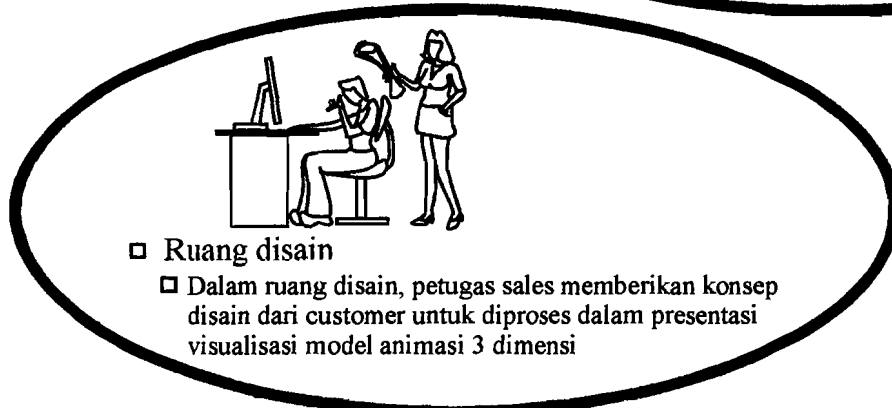 Ruang disain
Dalam ruang disain, petugas sales memberikan konsep
disain dari customer untuk diproses dalam presentasi
visualisasi model animasi 3 dimensi